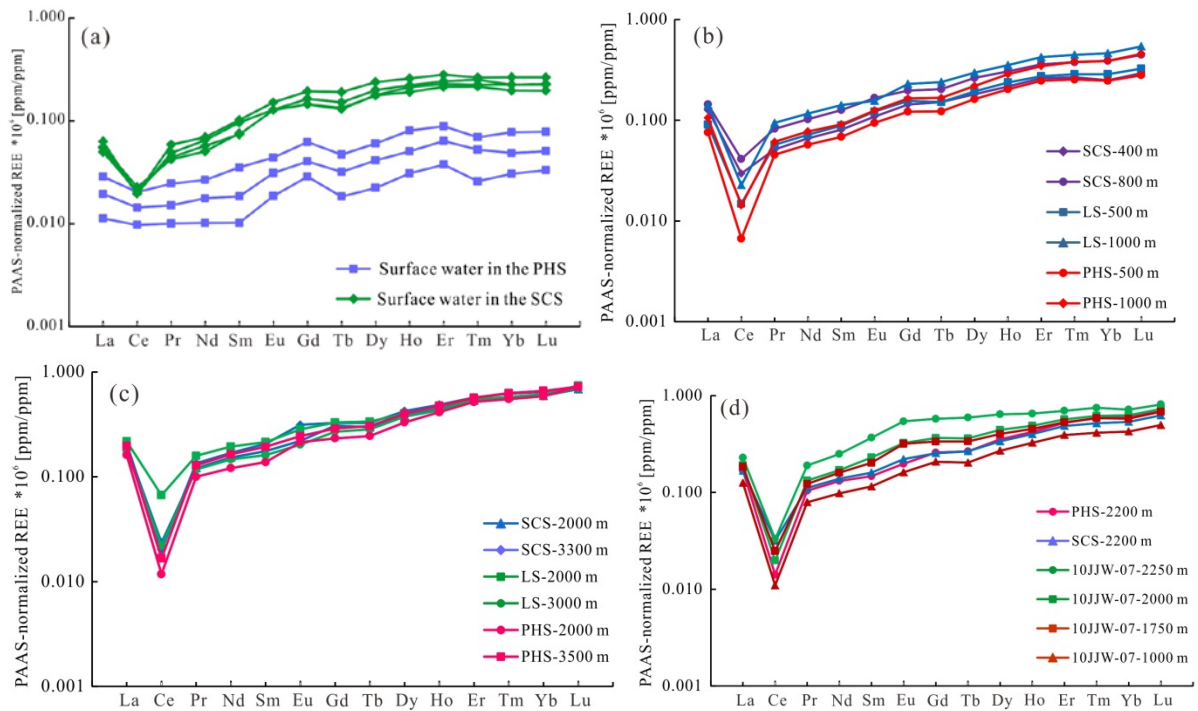 (a)
PAAS-normalized REE *10⁶ [ppm/ppm]
1.000
0.100
0.010
0.001
Surface water in the PHS
Surface water in the SCS
La Ce Pr Nd Sm Eu Gd Tb Dy Ho Er Tm Yb Lu
(b)
PAAS-normalized REE *10⁶ [ppm/ppm]
1.000
0.100
0.010
0.001
SCS-400 m
SCS-800 m
LS-500 m
LS-1000 m
PHS-500 m
PHS-1000 m
La Ce Pr Nd Sm Eu Gd Tb Dy Ho Er Tm Yb Lu
(c)
PAAS-normalized REE *10⁶ [ppm/ppm]
1.000
0.100
0.010
0.001
SCS-2000 m
SCS-3300 m
LS-2000 m
LS-3000 m
PHS-2000 m
PHS-3500 m
La Ce Pr Nd Sm Eu Gd Tb Dy Ho Er Tm Yb Lu
(d)
PAAS-normalized REE *10⁶ [ppm/ppm]
1.000
0.100
0.010
0.001
PHS-2200 m
SCS-2200 m
10JJW-07-2250 m
10JJW-07-2000 m
10JJW-07-1750 m
10JJW-07-1000 m
La Ce Pr Nd Sm Eu Gd Tb Dy Ho Er Tm Yb Lu